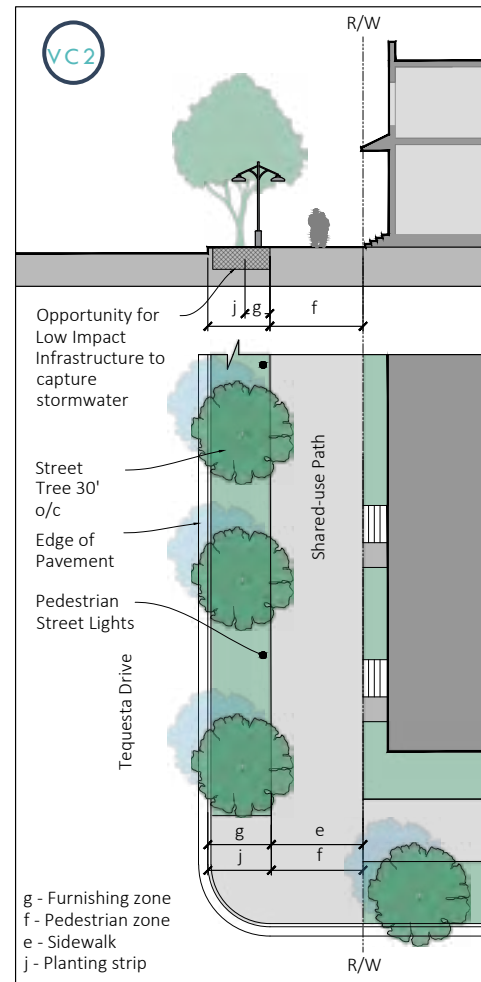 R/W
VC2
j
g
f
Opportunity for
Low Impact
Infrastructure to
capture
stormwater
Street
Tree 30'
o/c
Edge of
Pavement
Pedestrian
Street Lights
Shared-use Path
Tequesta Drive
g
e
j
f
g - Furnishing zone
f - Pedestrian zone
e - Sidewalk
j - Planting strip
R/W